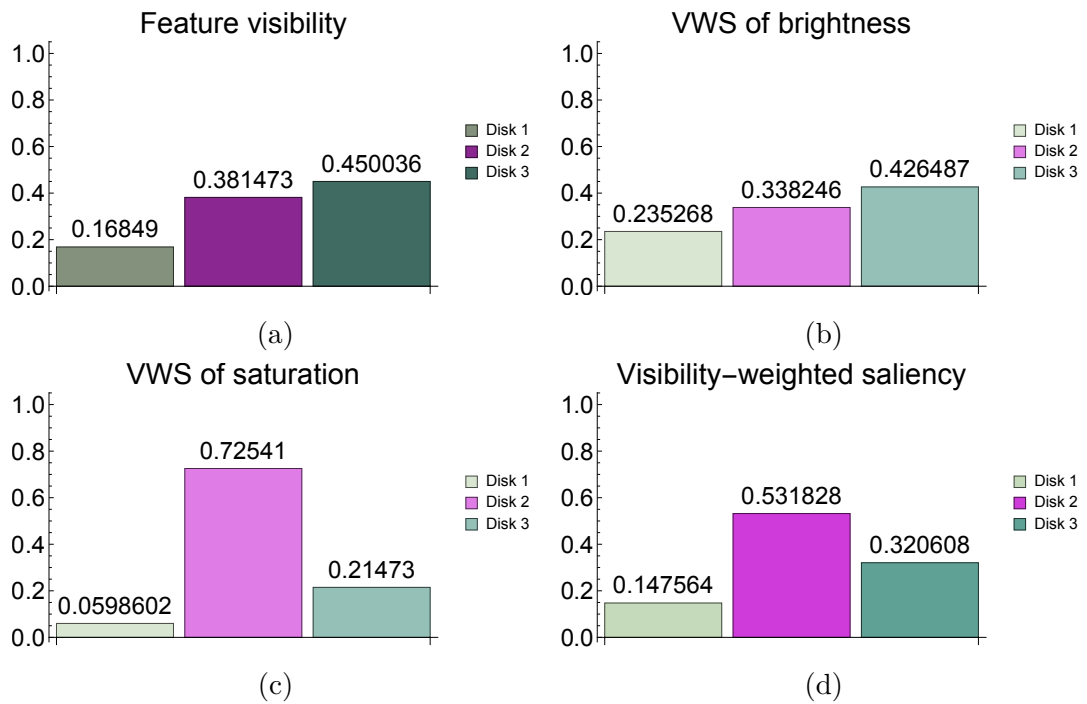 Feature visibility
1.0
0.8
0.6
0.4
0.2
0.0
0.16849
0.381473
0.450036
Disk 1
Disk 2
Disk 3
(a)
VWS of brightness
1.0
0.8
0.6
0.4
0.2
0.0
0.235268
0.338246
0.426487
Disk 1
Disk 2
Disk 3
(b)
VWS of saturation
1.0
0.8
0.6
0.4
0.2
0.0
0.0598602
0.72541
0.21473
Disk 1
Disk 2
Disk 3
(c)
Visibility-weighted saliency
1.0
0.8
0.6
0.4
0.2
0.0
0.147564
0.531828
0.320608
Disk 1
Disk 2
Disk 3
(d)